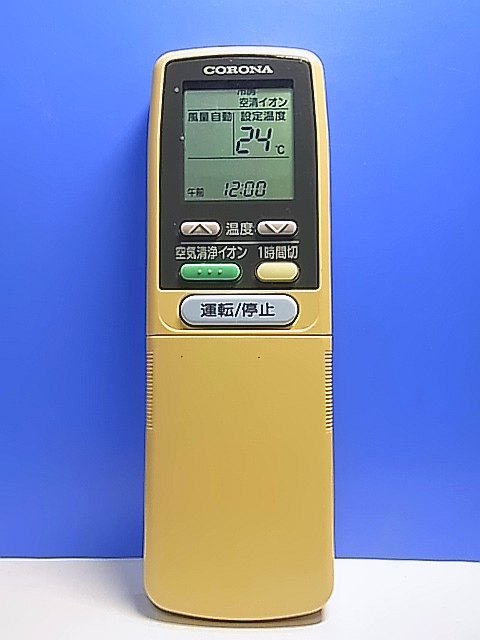 CORONA
冷房
空清イオン
風量自動 設定温度
24℃
午前 12:00
温度
空気清浄イオン 1時間切
運転/停止